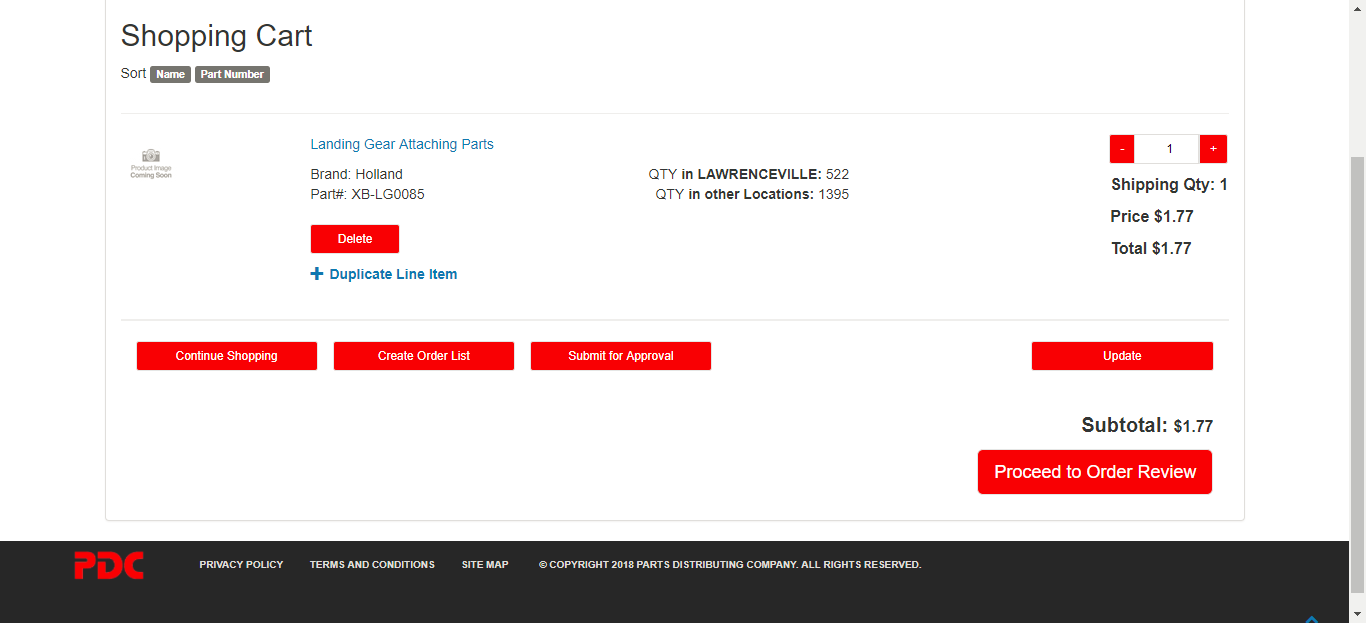 Shopping Cart
Sort Name Part Number
Product Image
Coming Soon
Landing Gear Attaching Parts
Brand: Holland
Part#: XB-LG0085
QTY in LAWRENCEVILLE: 522
QTY in other Locations: 1395
- 1 +
Shipping Qty: 1
Price $1.77
Total $1.77
Delete
Duplicate Line Item
Continue Shopping Create Order List Submit for Approval Update
Subtotal: $1.77
Proceed to Order Review
PDC PRIVACY POLICY TERMS AND CONDITIONS SITE MAP © COPYRIGHT 2018 PARTS DISTRIBUTING COMPANY. ALL RIGHTS RESERVED.